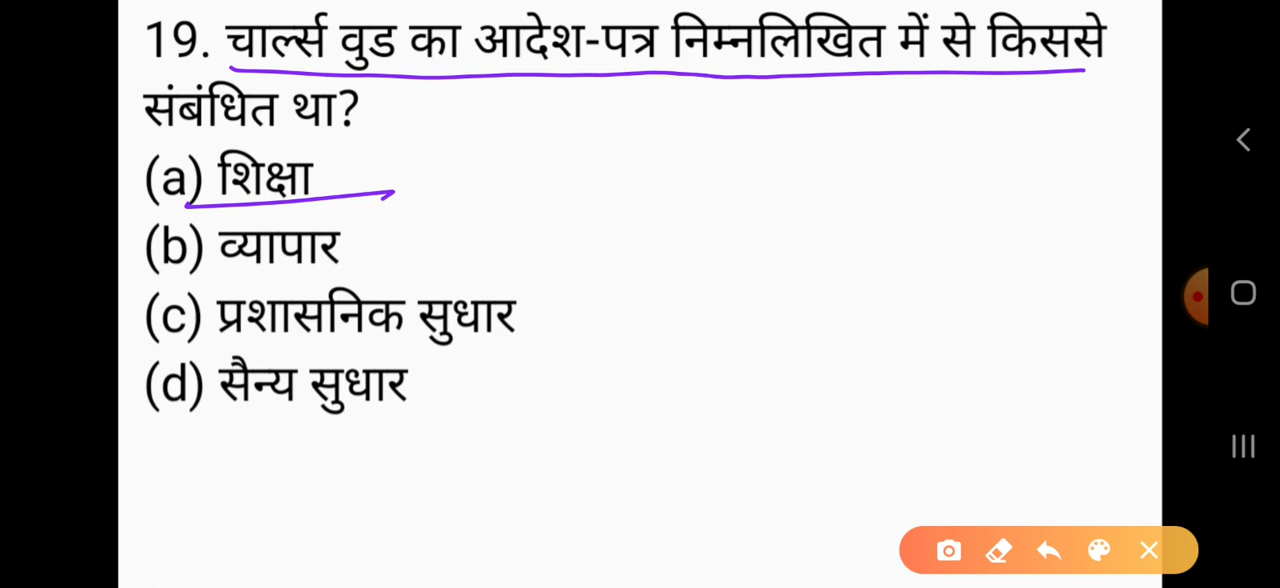 19. चार्ल्स वुड का आदेश-पत्र निम्नलिखित में से किससे
संबंधित था?
(a) शिक्षा
(b) व्यापार
(c) प्रशासनिक सुधार
(d) सैन्य सुधार